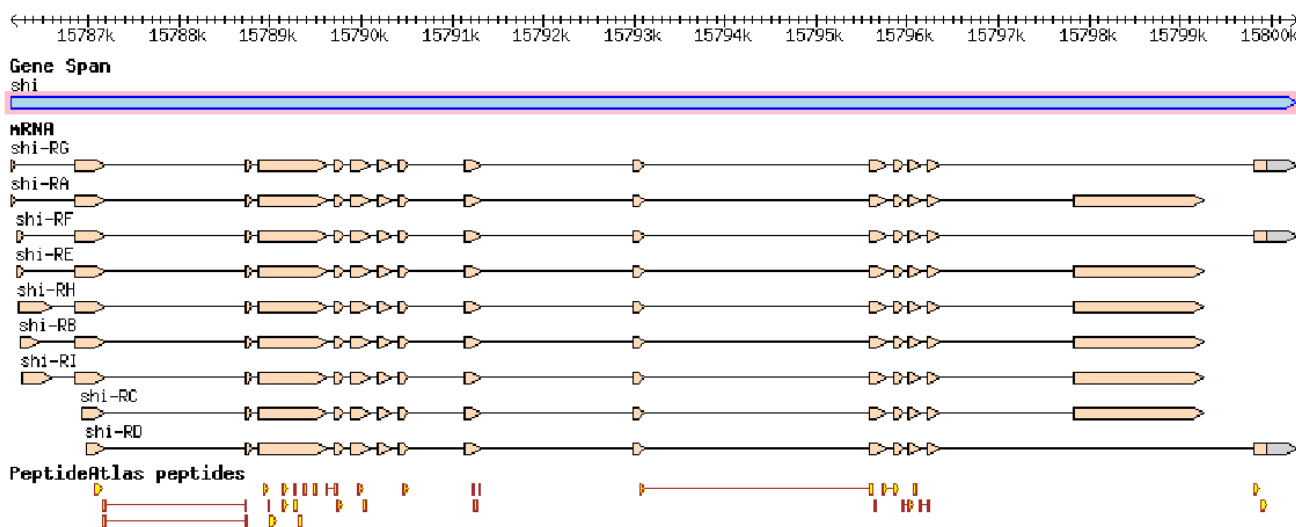 15787k 15788k 15789k 15790k 15791k 15792k 15793k 15794k 15795k 15796k 15797k 15798k 15799k 15800k
Gene Span
shi
mRNA
shi-RG
shi-RA
shi-RF
shi-RE
shi-RH
shi-RB
shi-RI
shi-RC
shi-RD
PeptideAtlas peptides